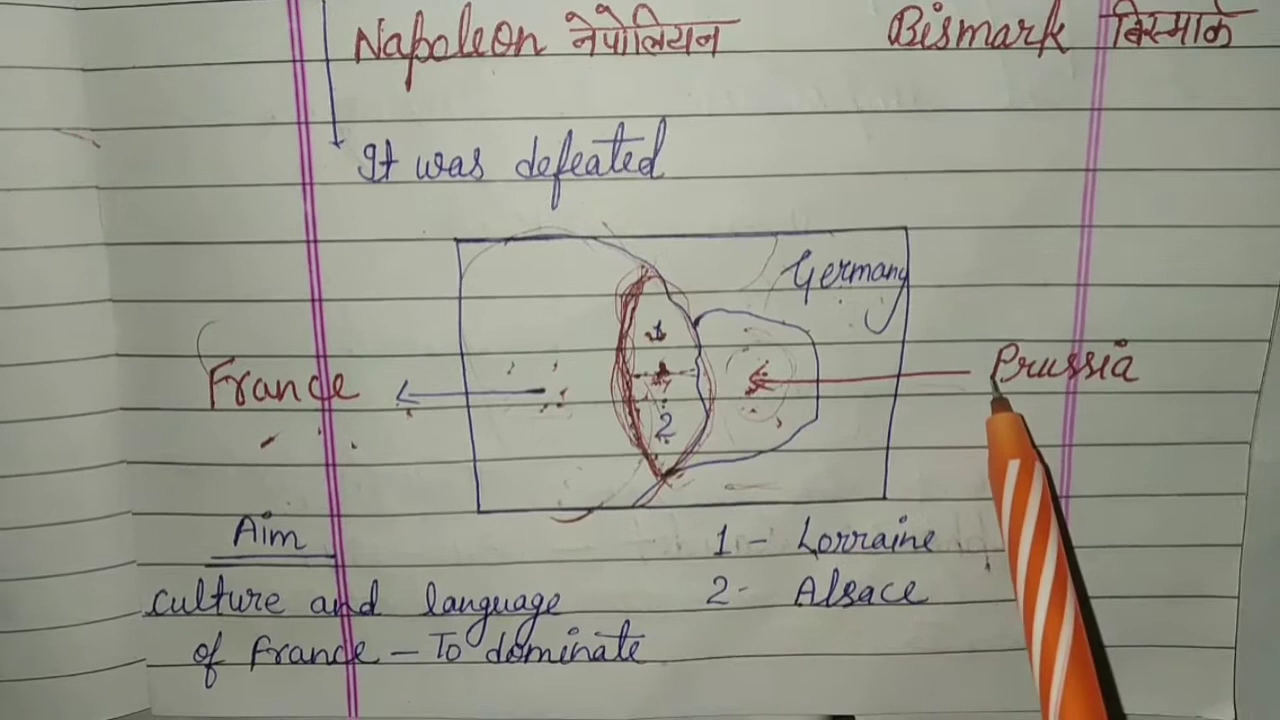 Napoleon नेपोलियन Bismark बिस्मार्क
It was defeated
Germany
1
France
Prussia
2
Aim
1 - Lorraine
culture and language
2- Alsace
of France - To dominate